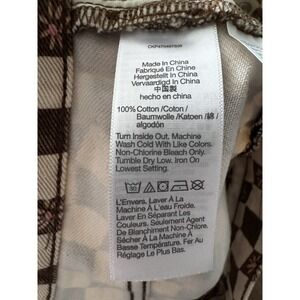 Made In China
Fabriqué En Chine
Hergestellt In China
Vervaardigd In China
中国製
hecho en china
100% Cotton /Coton /
Baumwolle /Katoen / 綿 /
algodón
Turn Inside Out. Machine
Wash Cold With Like Colors.
Non-Chlorine Bleach Only.
Tumble Dry Low. Iron On
Lowest Setting.
L'Envers. Laver À La
Machine À L'eau Froide.
Laver En Séparant Les
Couleurs. Seulement Agent
De Blanchiment Non-Chlore.
Sécher À La Machine À
Basse Température. Fer Au
Réglage Le Plus Bas.